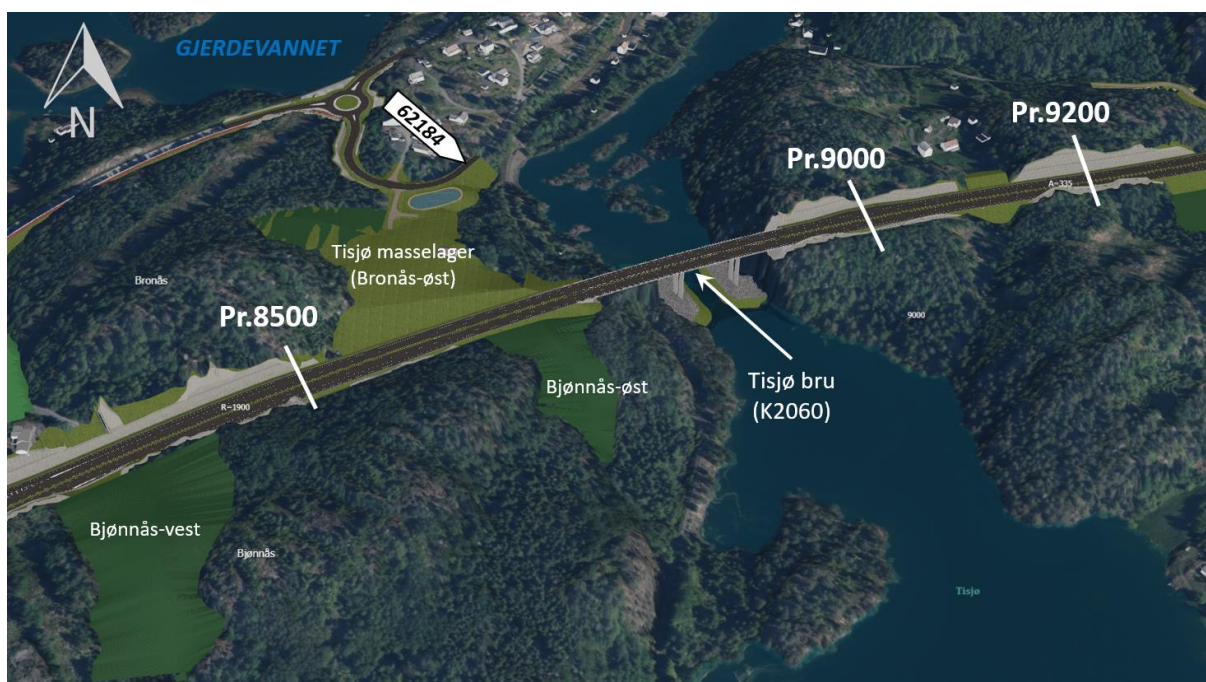 GJERDEVANNET
N
62184
Pr.9200
Pr.9000
A=335
Tisjø masselager
(Bronås-øst)
Bronås
Pr.8500
9000
Tisjø bru
(K2060)
Bjønnås-øst
R=1900
Bjønnås-vest
Bjønnås
Tisjø